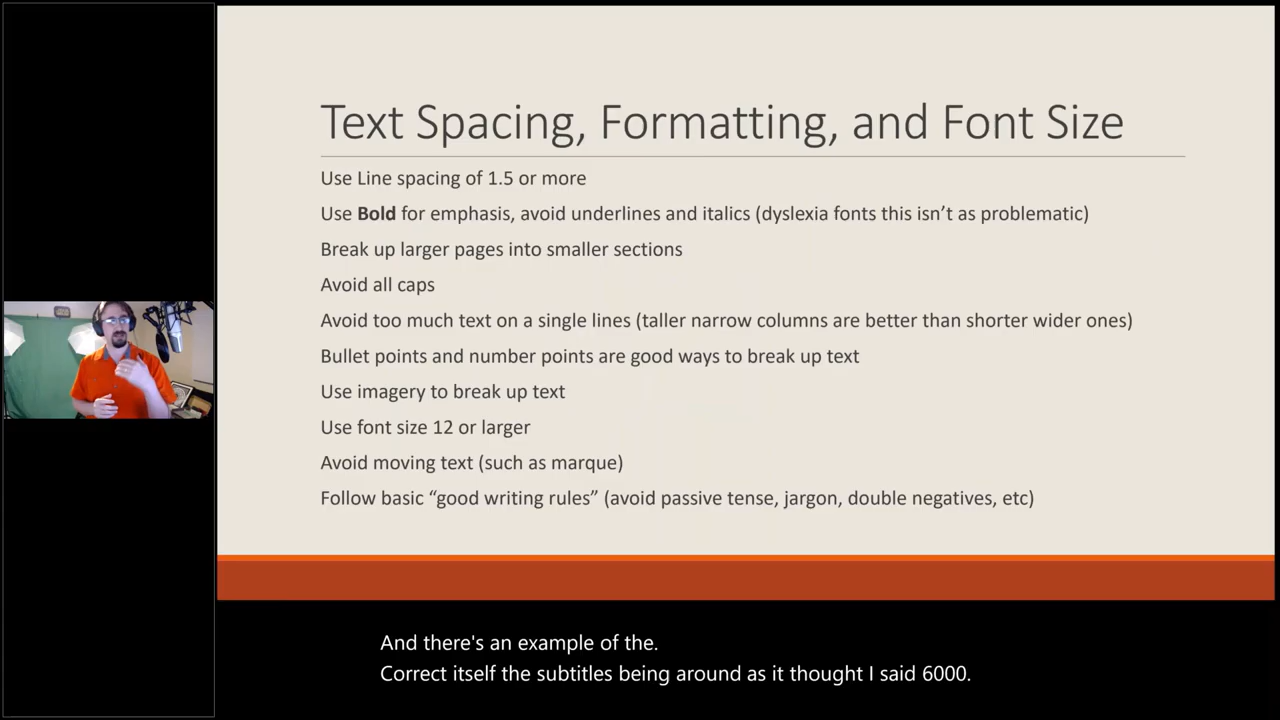 Text Spacing, Formatting, and Font Size
Use Line spacing of 1.5 or more
Use Bold for emphasis, avoid underlines and italics (dyslexia fonts this isn’t as problematic)
Break up larger pages into smaller sections
Avoid all caps
Avoid too much text on a single lines (taller narrow columns are better than shorter wider ones)
Bullet points and number points are good ways to break up text
Use imagery to break up text
Use font size 12 or larger
Avoid moving text (such as marque)
Follow basic “good writing rules” (avoid passive tense, jargon, double negatives, etc)
And there's an example of the.
Correct itself the subtitles being around as it thought I said 6000.